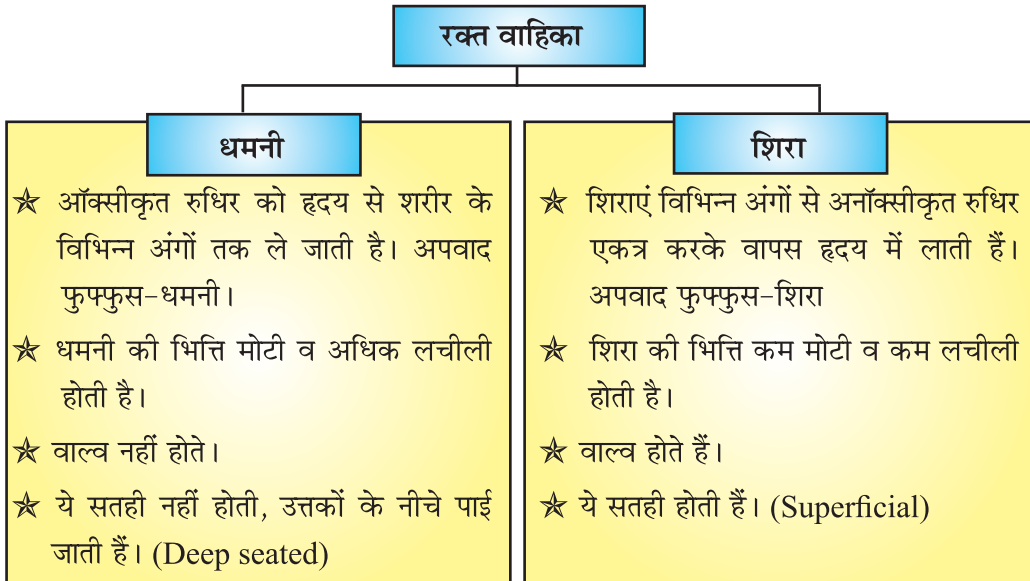 रक्त वाहिका
धमनी
☆ ऑक्सीकृत रुधिर को हृदय से शरीर के
विभिन्न अंगों तक ले जाती है। अपवाद
फुफ्फुस-धमनी।
☆ धमनी की भित्ति मोटी व अधिक लचीली
होती है।
☆ वाल्व नहीं होते।
☆ ये सतही नहीं होती, उत्तकों के नीचे पाई
जाती हैं। (Deep seated)
शिरा
☆ शिराएं विभिन्न अंगों से अनॉक्सीकृत रुधिर
एकत्र करके वापस हृदय में लाती हैं।
अपवाद फुफ्फुस-शिरा
☆ शिरा की भित्ति कम मोटी व कम लचीली
होती है।
☆ वाल्व होते हैं।
☆ ये सतही होती हैं। (Superficial)